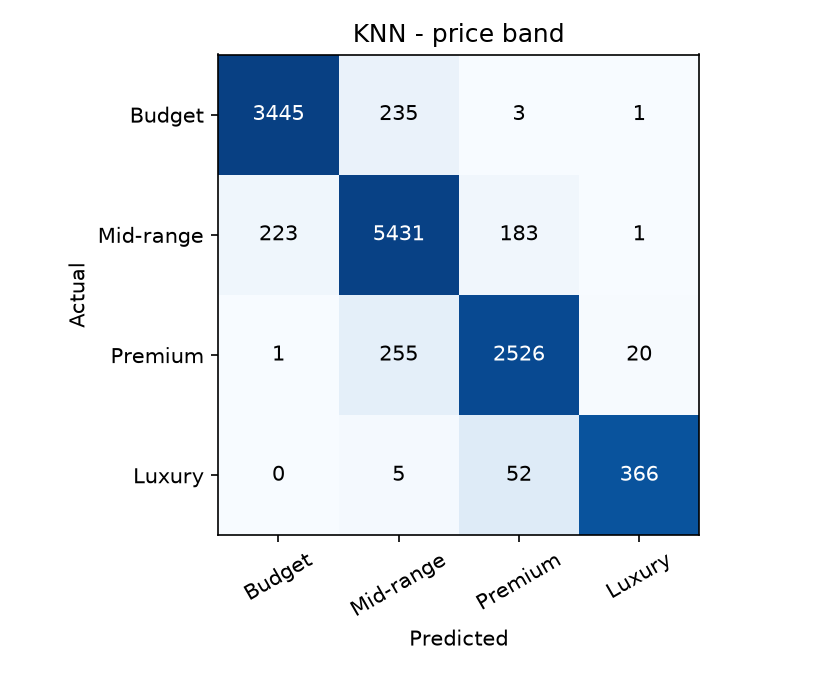 KNN - price band
Budget 3445 235 3 1
Mid-range 223 5431 183 1
Premium 1 255 2526 20
Luxury 0 5 52 366
Actual
Budget Mid-range Premium Luxury
Predicted